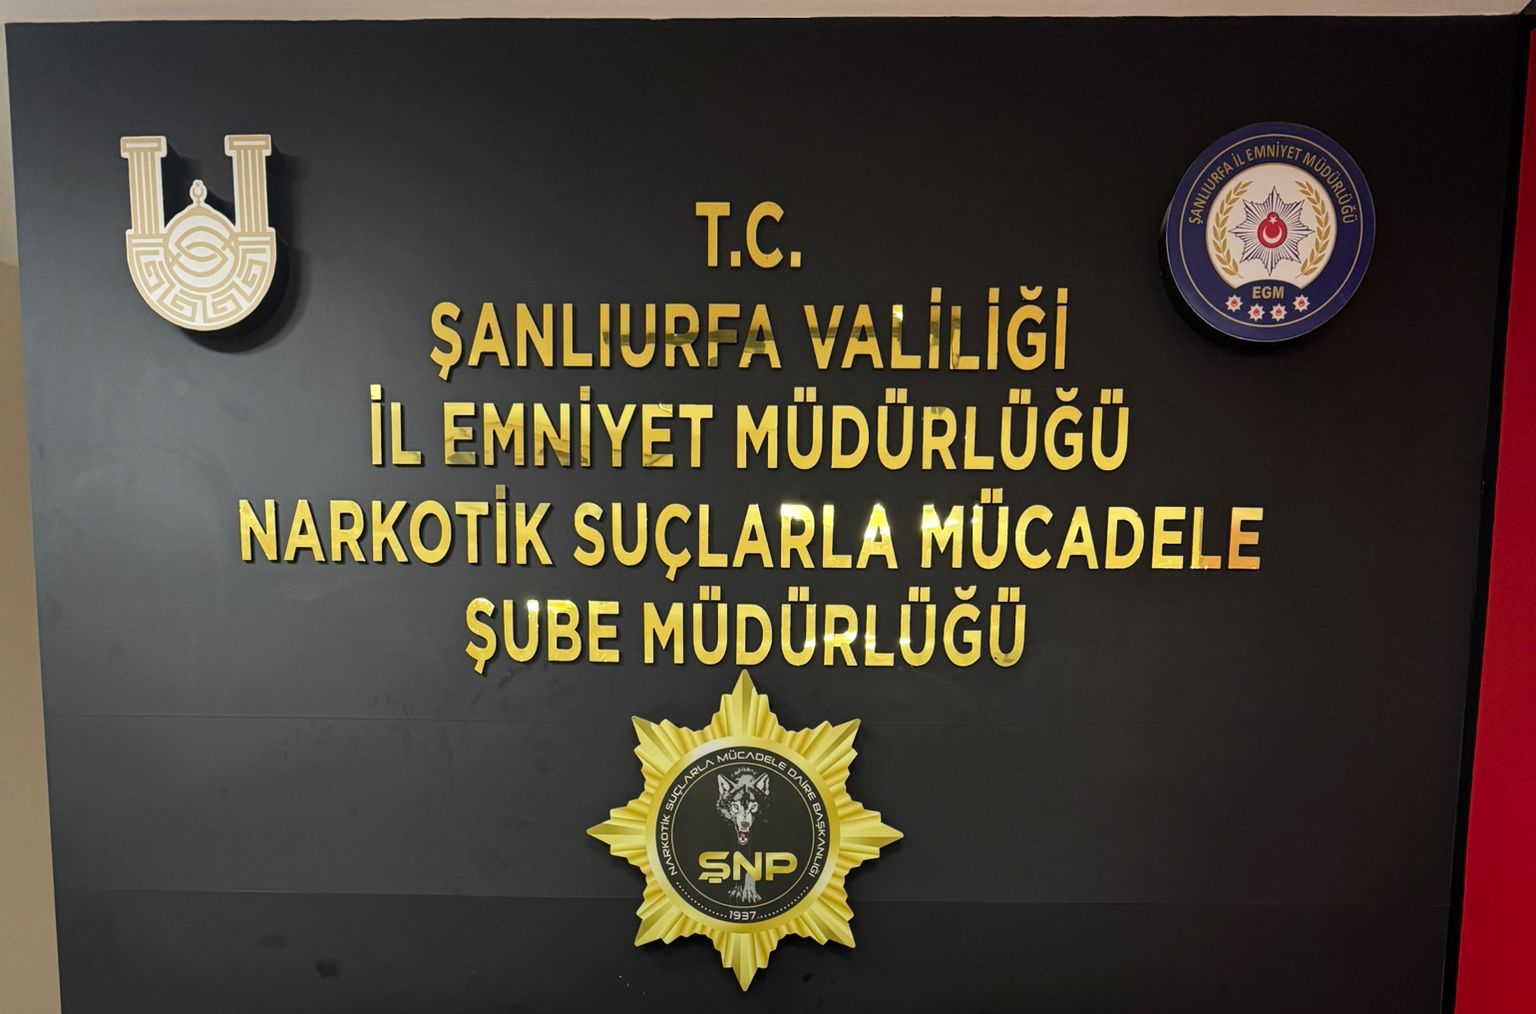 T.C.
ŞANLIURFA VALİLİĞİ
İL EMNİYET MÜDÜRLÜĞÜ
NARKOTİK SUÇLARLA MÜCADELE
ŞUBE MÜDÜRLÜĞÜ
ŞANLIURFA İL EMNİYET MÜDÜRLÜĞÜ
EGM
NARKOTİK SUÇLARLA MÜCADELE DAİRE BAŞKANLIĞI
ŞNP
1937